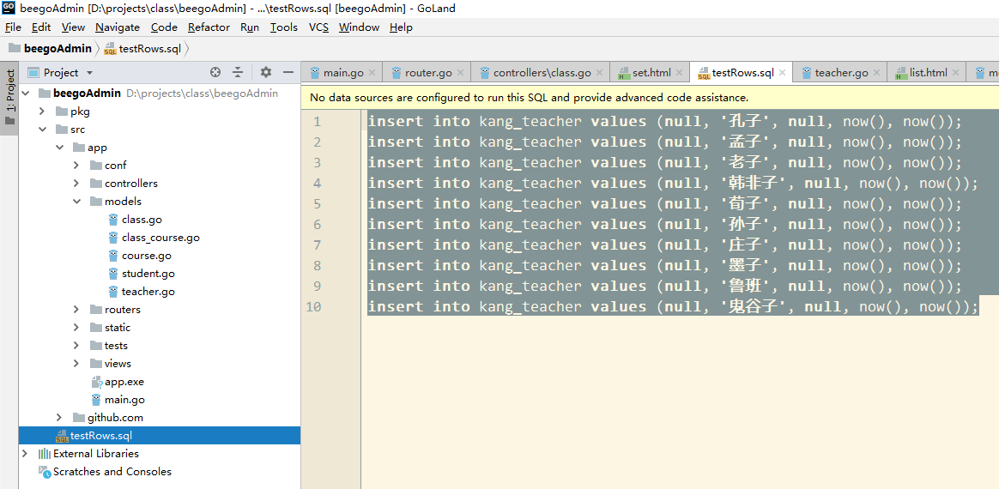 beegoAdmin [D:\projects\class\beegoAdmin] - ...\testRows.sql [beegoAdmin] - GoLand
File Edit View Navigate Code Refactor Run Tools VCS Window Help
beegoAdmin testRows.sql
1: Project
Project
main.go router.go controllers\class.go set.html testRows.sql teacher.go list.html
beegoAdmin D:\projects\class\beegoAdmin
pkg
src
app
conf
controllers
models
class.go
class_course.go
course.go
student.go
teacher.go
routers
static
tests
views
app.exe
main.go
github.com
testRows.sql
External Libraries
Scratches and Consoles
No data sources are configured to run this SQL and provide advanced code assistance.
1 insert into kang_teacher values (null, '孔子', null, now(), now());
2 insert into kang_teacher values (null, '孟子', null, now(), now());
3 insert into kang_teacher values (null, '老子', null, now(), now());
4 insert into kang_teacher values (null, '韩非子', null, now(), now());
5 insert into kang_teacher values (null, '荀子', null, now(), now());
6 insert into kang_teacher values (null, '孙子', null, now(), now());
7 insert into kang_teacher values (null, '庄子', null, now(), now());
8 insert into kang_teacher values (null, '墨子', null, now(), now());
9 insert into kang_teacher values (null, '鲁班', null, now(), now());
10 insert into kang_teacher values (null, '鬼谷子', null, now(), now());